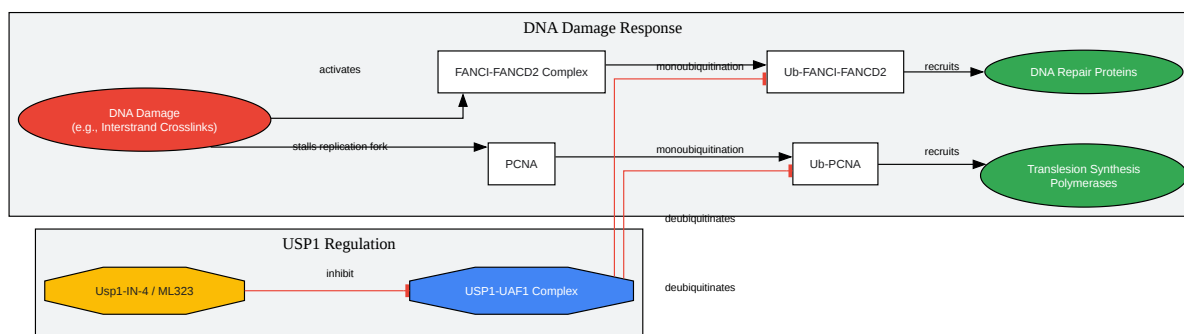 DNA Damage Response
activates
FANCI-FANCD2 Complex
monoubiquitination
Ub-FANCI-FANCD2
recruits
DNA Repair Proteins
DNA Damage
(e.g., Interstrand Crosslinks)
stalls replication fork
PCNA
monoubiquitination
Ub-PCNA
recruits
Translesion Synthesis
Polymerases
deubiquitinates
USP1 Regulation
Usp1-IN-4 / ML323
inhibit
USP1-UAF1 Complex
deubiquitinates